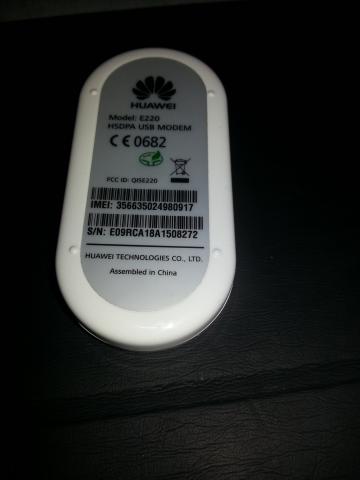 HUAWEI
Model: E220
HSDPA USB MODEM
CE 0682
FCC ID: QISE220
IMEI: 356635024980917
S/N: E09RCA18A1508272
HUAWEI TECHNOLOGIES CO., LTD.
Assembled in China